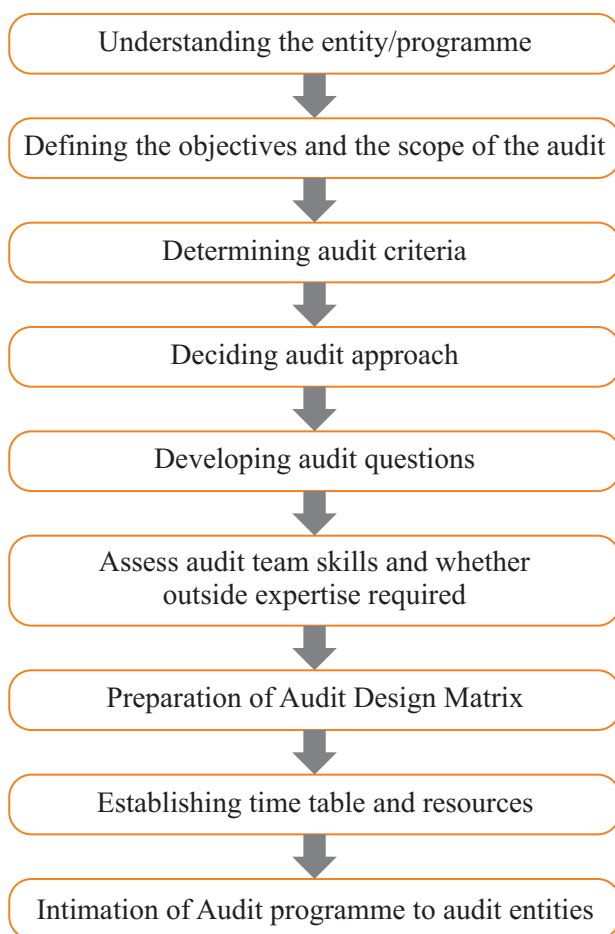 Understanding the entity/programme
Defining the objectives and the scope of the audit
Determining audit criteria
Deciding audit approach
Developing audit questions
Assess audit team skills and whether
outside expertise required
Preparation of Audit Design Matrix
Establishing time table and resources
Intimation of Audit programme to audit entities